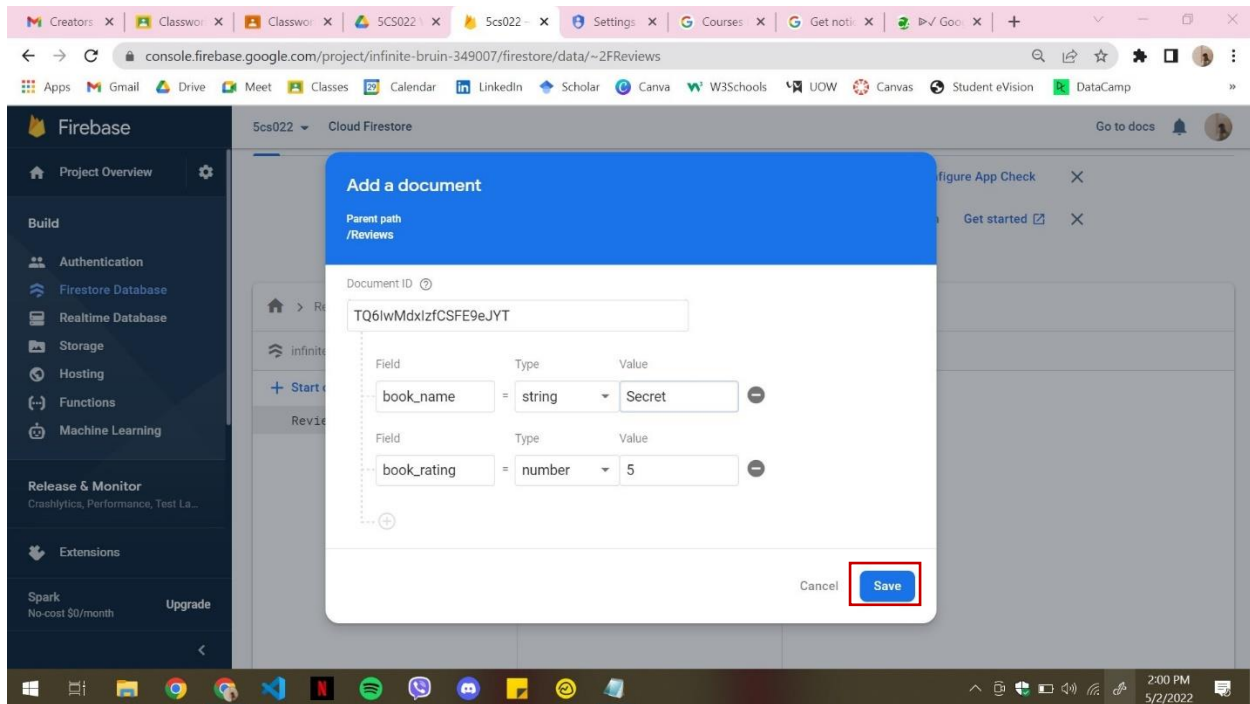 Creators
Classwor
Classwor
5CS022 \
5cs022 –
Settings
Courses
Get notic
Goo
console.firebase.google.com/project/infinite-bruin-349007/firestore/data/~2FReviews
Apps Gmail Drive Meet Classes Calendar LinkedIn Scholar Canva W3Schools UOW Canvas Student eVision DataCamp »
Firebase
5cs022 Cloud Firestore
Go to docs
Project Overview
Build
Authentication
Firestore Database
Realtime Database
Storage
Hosting
Functions
Machine Learning
Release & Monitor
Crashlytics, Performance, Test La...
Extensions
Spark
No-cost $0/month
Upgrade
figure App Check
Get started
> Re
infinite
+ Start c
Revie
Add a document
Parent path
/Reviews
Document ID
TQ6IwMdxIzfCSFE9eJYT
Field Type Value
book_name = string Secret
Field Type Value
book_rating = number 5
Cancel Save
2:00 PM
5/2/2022